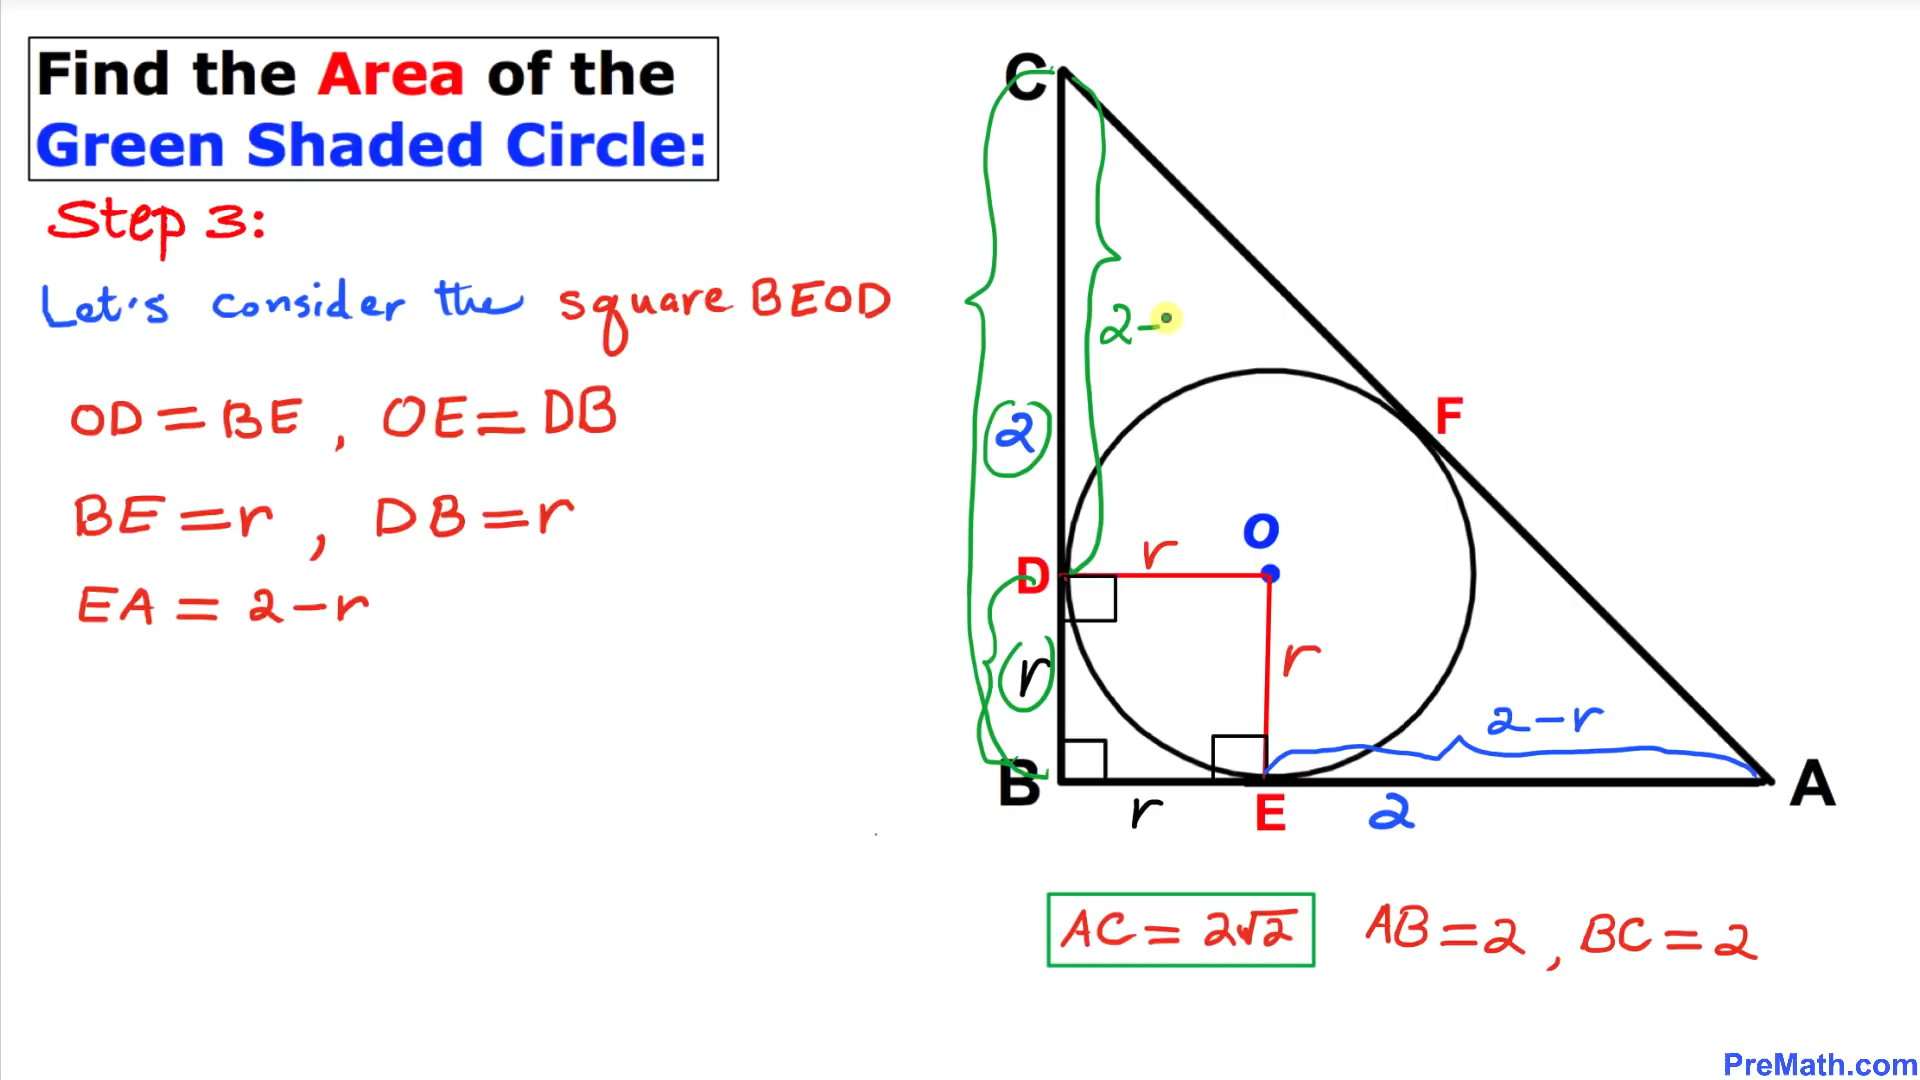 Find the Area of the
Green Shaded Circle:
Step 3:
Let's consider the square BEOD
OD = BE , OE = DB
BE = r , DB = r
EA = 2 - r
C
2 -
2
F
O
D
r
r
r
2 - r
B
A
r
E
2
AC = 2√2
AB = 2 , BC = 2
PreMath.com